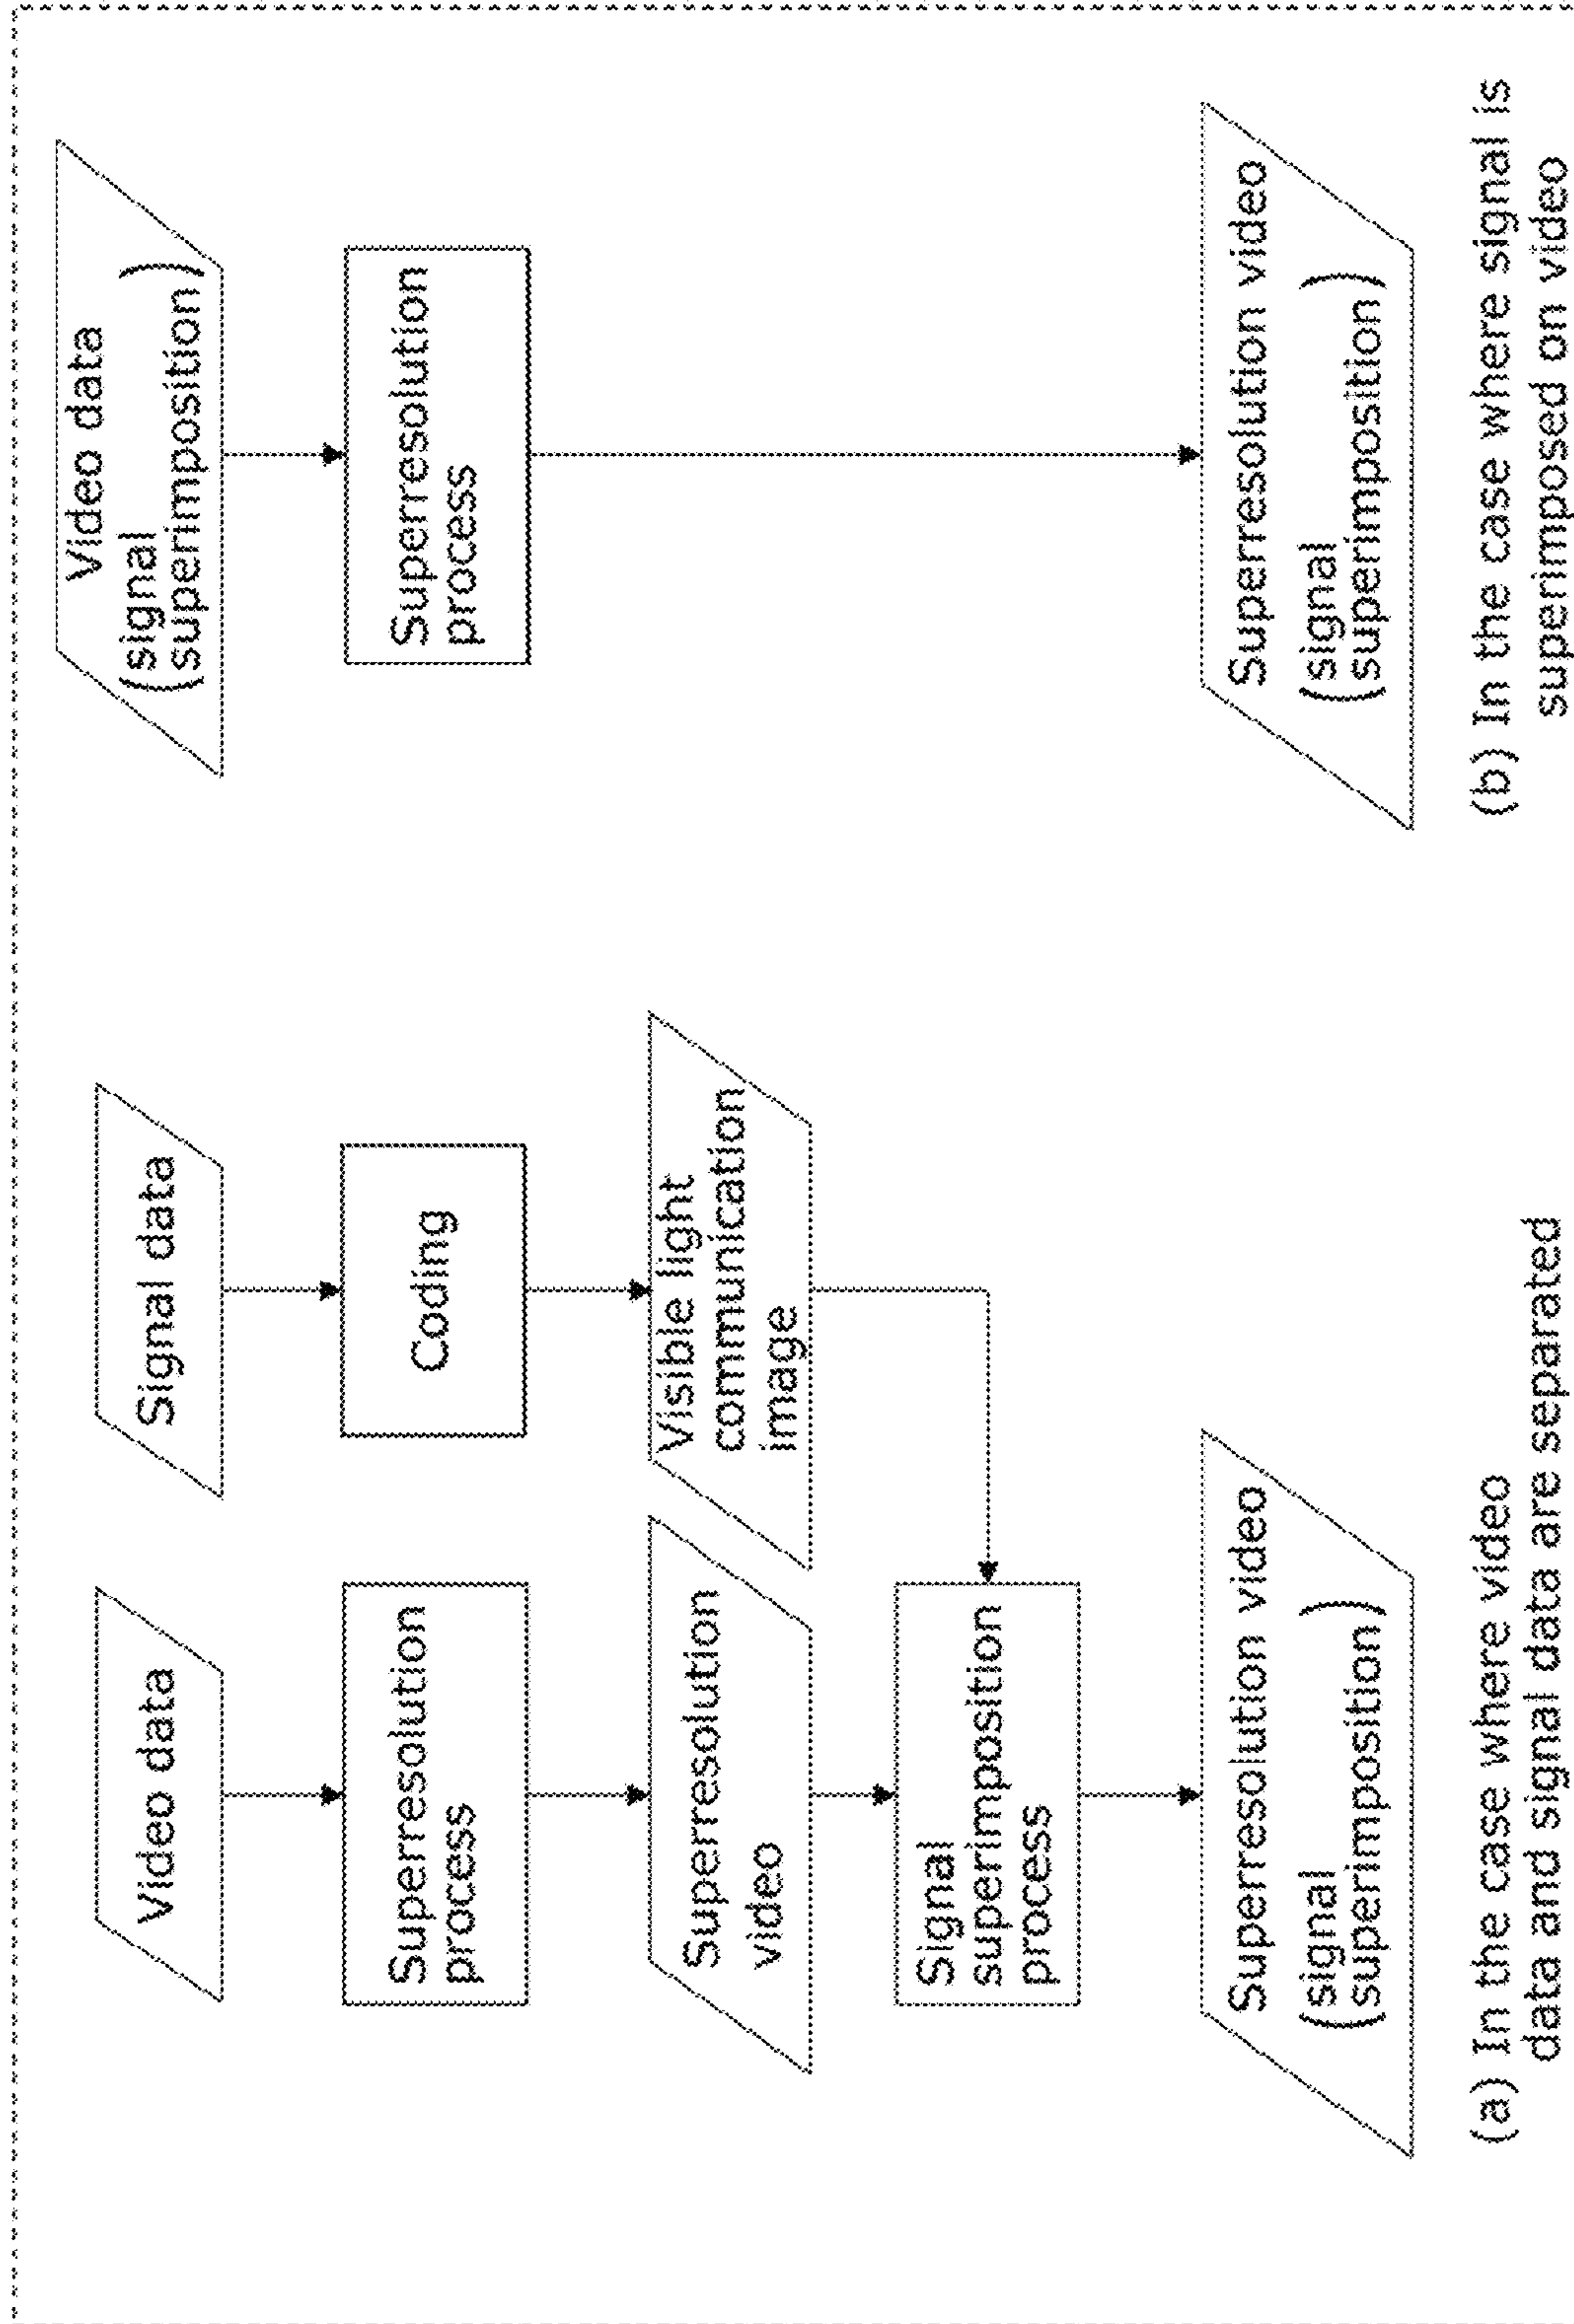 Video data
Superresolution
process
Superresolution
video
Signal
superimposition
process
Superresolution video
(signal
superimposition)
(a) In the case where video
data and signal data are separated
Signal data
Coding
Visible light
communication
image
Video data
(signal
superimposition)
Superresolution
process
Superresolution video
(signal
superimposition)
(b) In the case where signal is
superimposed on video